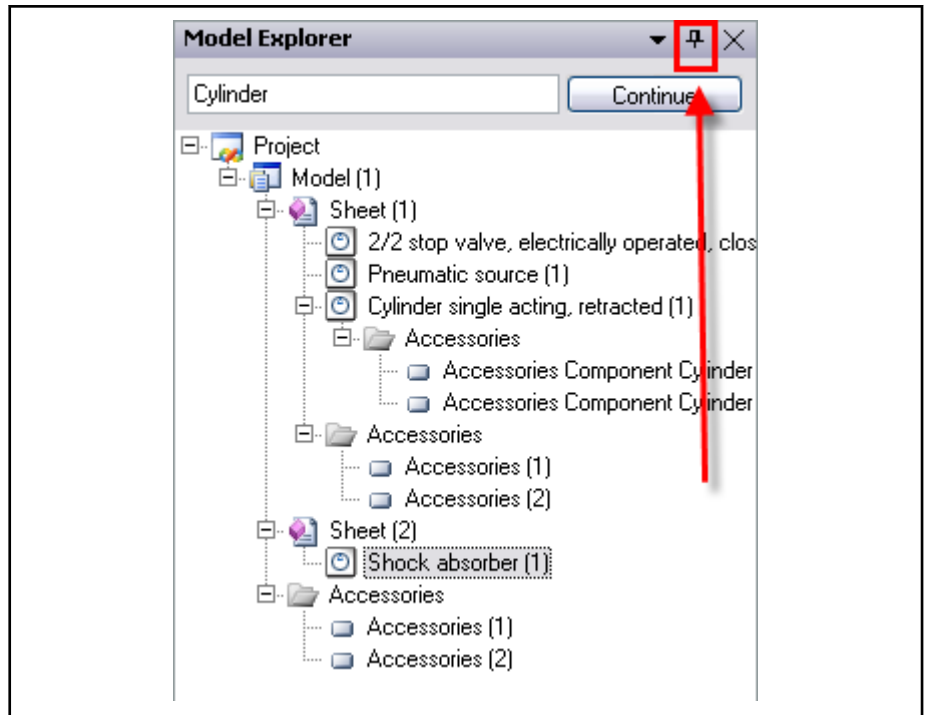 Model Explorer
Cylinder
Continue
Project
Model (1)
Sheet (1)
2/2 stop valve, electrically operated, clos
Pneumatic source (1)
Cylinder single acting, retracted (1)
Accessories
Accessories Component Cylinder
Accessories Component Cylinder
Accessories
Accessories (1)
Accessories (2)
Sheet (2)
Shock absorber (1)
Accessories
Accessories (1)
Accessories (2)